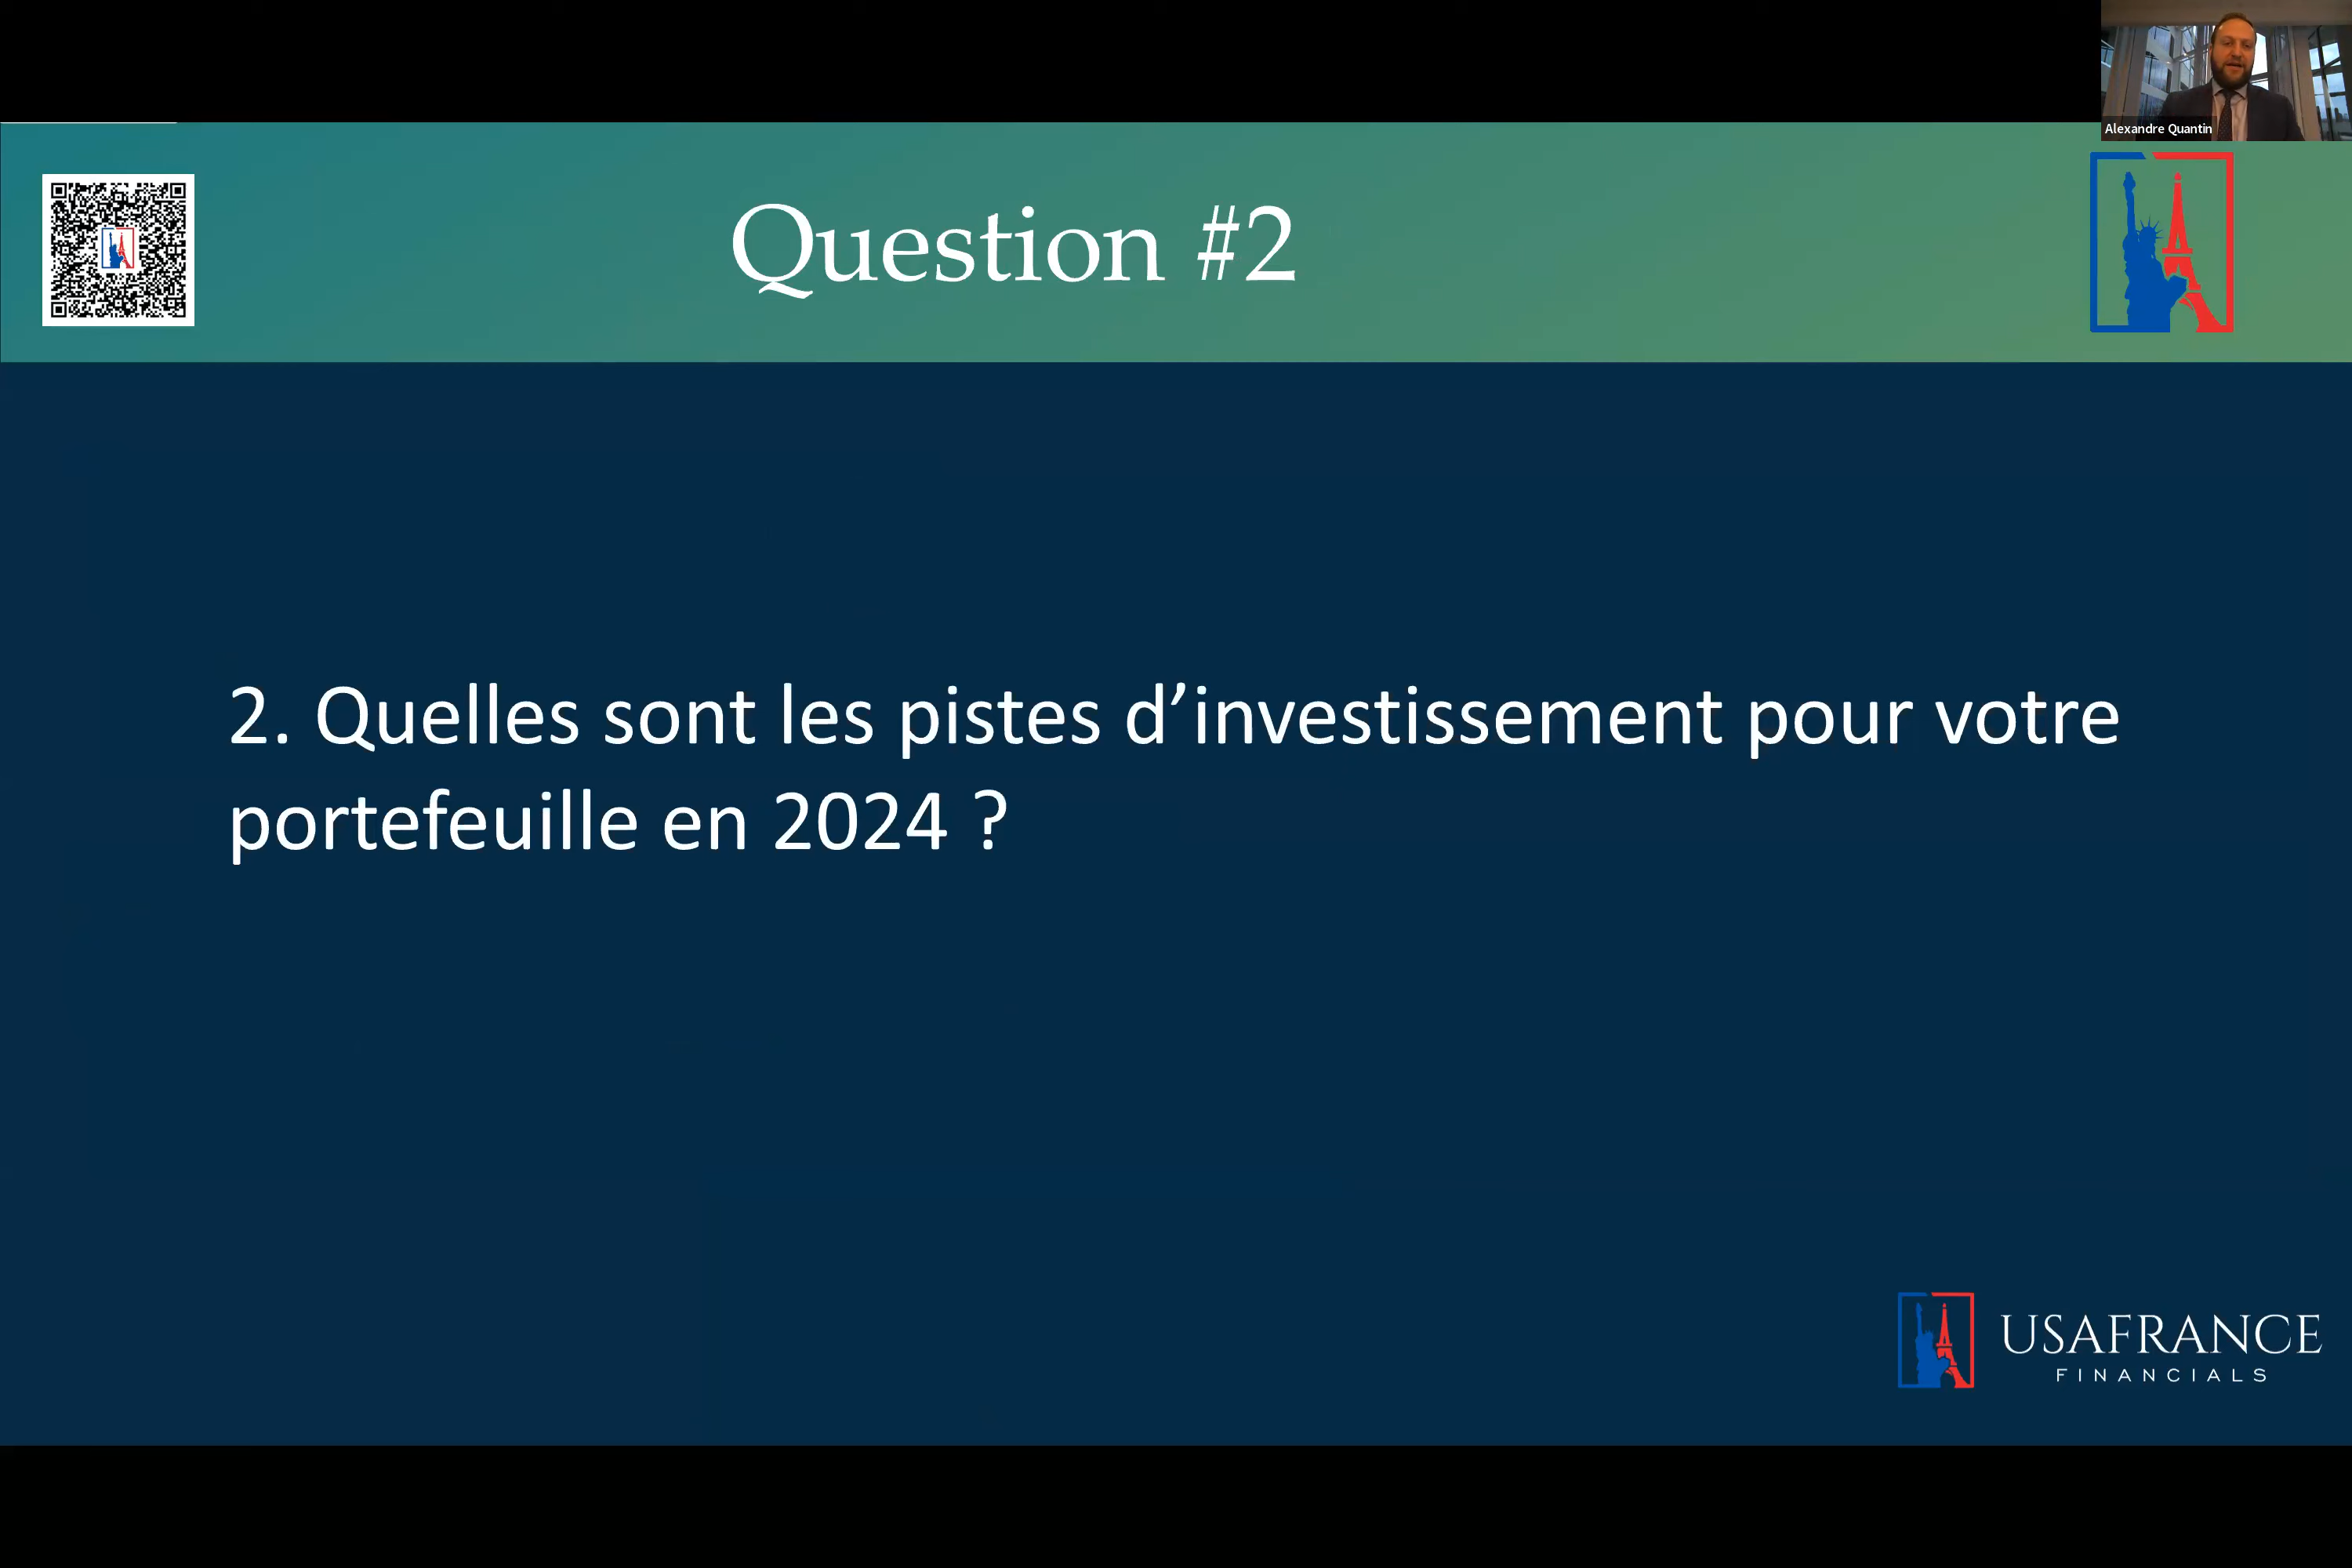 Alexandre Quantin
Question #2
2. Quelles sont les pistes d’investissement pour votre
portefeuille en 2024 ?
USAFRANCE
FINANCIALS